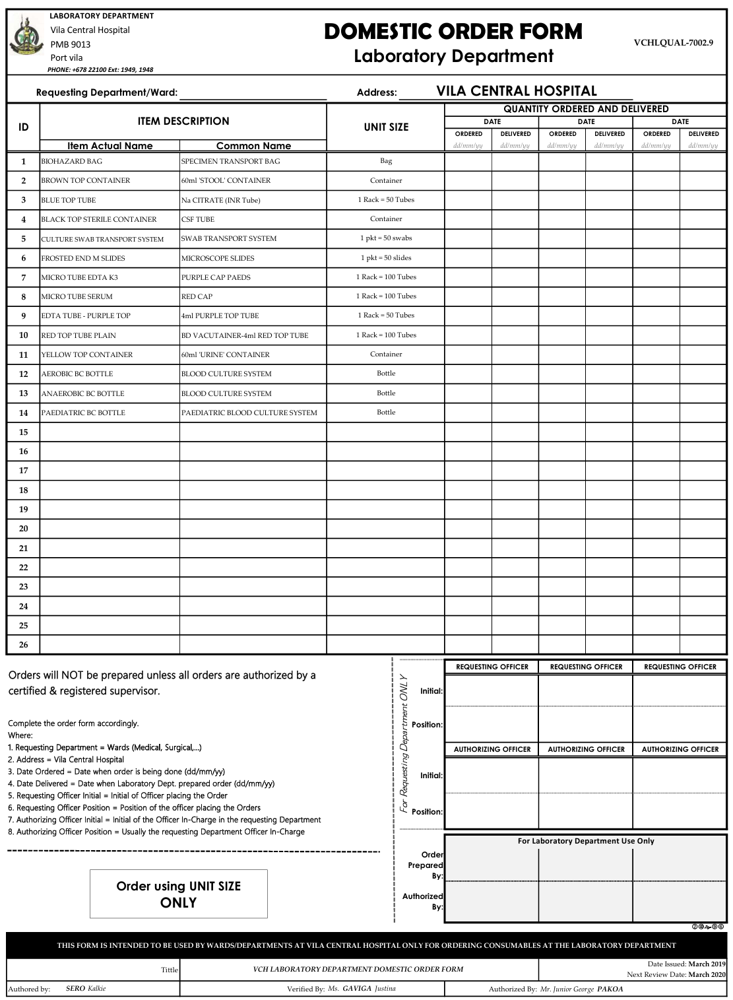 LABORATORY DEPARTMENT
Vila Central Hospital
PMB 9013
Port vila
PHONE: +678 22100 Ext: 1949, 1948
DOMESTIC ORDER FORM
Laboratory Department
VCHLQUAL-7002.9
Requesting Department/Ward: Address: VILA CENTRAL HOSPITAL
ID ITEM DESCRIPTION UNIT SIZE QUANTITY ORDERED AND DELIVERED
DATE DATE DATE
ORDERED DELIVERED ORDERED DELIVERED ORDERED DELIVERED
Item Actual Name Common Name dd/mm/yy dd/mm/yy dd/mm/yy dd/mm/yy dd/mm/yy dd/mm/yy
1 BIOHAZARD BAG SPECIMEN TRANSPORT BAG Bag
2 BROWN TOP CONTAINER 60ml 'STOOL' CONTAINER Container
3 BLUE TOP TUBE Na CITRATE (INR Tube) 1 Rack = 50 Tubes
4 BLACK TOP STERILE CONTAINER CSF TUBE Container
5 CULTURE SWAB TRANSPORT SYSTEM SWAB TRANSPORT SYSTEM 1 pkt = 50 swabs
6 FROSTED END M SLIDES MICROSCOPE SLIDES 1 pkt = 50 slides
7 MICRO TUBE EDTA K3 PURPLE CAP PAEDS 1 Rack = 100 Tubes
8 MICRO TUBE SERUM RED CAP 1 Rack = 100 Tubes
9 EDTA TUBE - PURPLE TOP 4ml PURPLE TOP TUBE 1 Rack = 50 Tubes
10 RED TOP TUBE PLAIN BD VACUTAINER-4ml RED TOP TUBE 1 Rack = 100 Tubes
11 YELLOW TOP CONTAINER 60ml 'URINE' CONTAINER Container
12 AEROBIC BC BOTTLE BLOOD CULTURE SYSTEM Bottle
13 ANAEROBIC BC BOTTLE BLOOD CULTURE SYSTEM Bottle
14 PAEDIATRIC BC BOTTLE PAEDIATRIC BLOOD CULTURE SYSTEM Bottle
15
16
17
18
19
20
21
22
23
24
25
26
Orders will NOT be prepared unless all orders are authorized by a
certified & registered supervisor.
Complete the order form accordingly.
Where:
1. Requesting Department = Wards (Medical, Surgical,...)
2. Address = Vila Central Hospital
3. Date Ordered = Date when order is being done (dd/mm/yy)
4. Date Delivered = Date when Laboratory Dept. prepared order (dd/mm/yy)
5. Requesting Officer Initial = Initial of Officer placing the Order
6. Requesting Officer Position = Position of the officer placing the Orders
7. Authorizing Officer Initial = Initial of the Officer In-Charge in the requesting Department
8. Authorizing Officer Position = Usually the requesting Department Officer In-Charge
Order using UNIT SIZE
ONLY
For Requesting Department ONLY
REQUESTING OFFICER REQUESTING OFFICER REQUESTING OFFICER
Initial:
Position:
AUTHORIZING OFFICER AUTHORIZING OFFICER AUTHORIZING OFFICER
Initial:
Position:
For Laboratory Department Use Only
Order
Prepared
By:
Authorized
By:
THIS FORM IS INTENDED TO BE USED BY WARDS/DEPARTMENTS AT VILA CENTRAL HOSPITAL ONLY FOR ORDERING CONSUMABLES AT THE LABORATORY DEPARTMENT
Tittle VCH LABORATORY DEPARTMENT DOMESTIC ORDER FORM
Date Issued: March 2019
Next Review Date: March 2020
Authored by: SERO Kalkie Verified By: Ms. GAVIGA Justina Authorized By: Mr. Junior George PAKOA